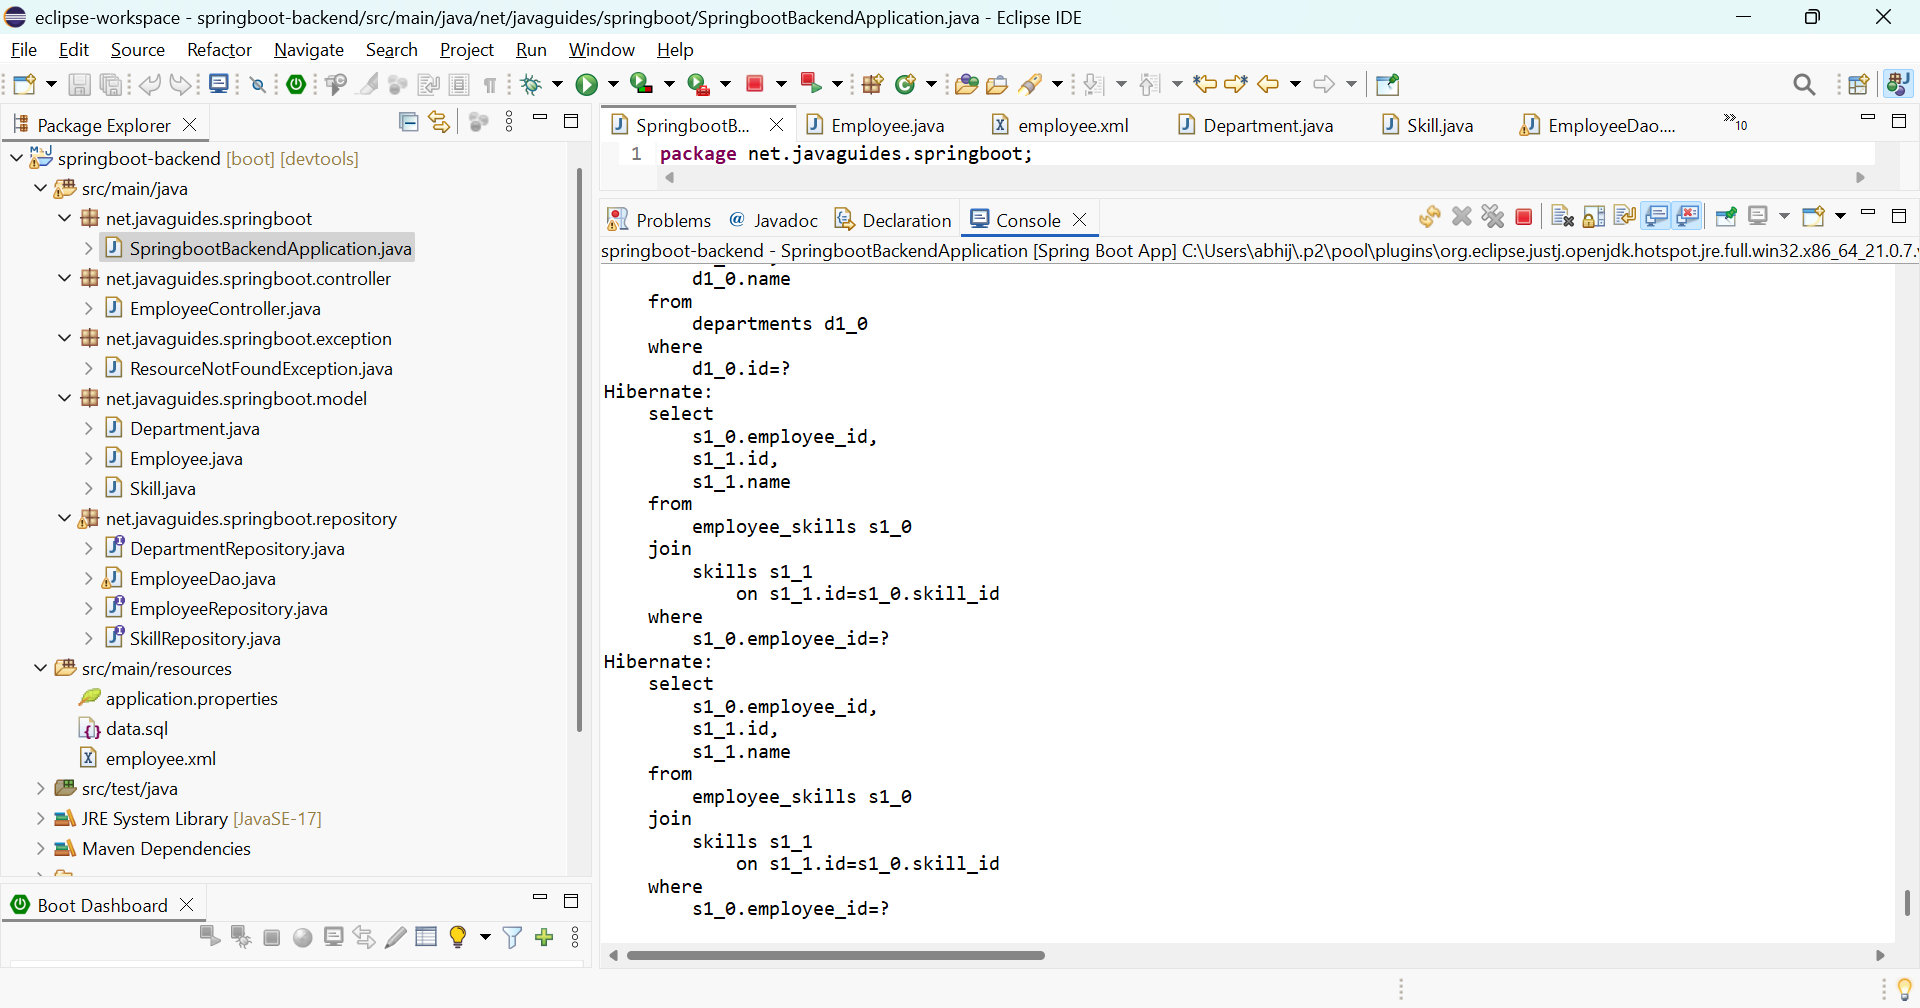 eclipse-workspace - springboot-backend/src/main/java/net/javaguides/springboot/SpringbootBackendApplication.java - Eclipse IDE
File Edit Source Refactor Navigate Search Project Run Window Help
Package Explorer
springboot-backend [boot] [devtools]
src/main/java
net.javaguides.springboot
SpringbootBackendApplication.java
net.javaguides.springboot.controller
EmployeeController.java
net.javaguides.springboot.exception
ResourceNotFoundException.java
net.javaguides.springboot.model
Department.java
Employee.java
Skill.java
net.javaguides.springboot.repository
DepartmentRepository.java
EmployeeDao.java
EmployeeRepository.java
SkillRepository.java
src/main/resources
application.properties
data.sql
employee.xml
src/test/java
JRE System Library [JavaSE-17]
Maven Dependencies
Boot Dashboard
SpringbootB... Employee.java employee.xml Department.java Skill.java EmployeeDao.... »10
1 package net.javaguides.springboot;
Problems Javadoc Declaration Console
springboot-backend - SpringbootBackendApplication [Spring Boot App] C:\Users\abhij\.p2\pool\plugins\org.eclipse.justj.openjdk.hotspot.jre.full.win32.x86_64_21.0.7.
d1_0.name
from
departments d1_0
where
d1_0.id=?
Hibernate:
select
s1_0.employee_id,
s1_1.id,
s1_1.name
from
employee_skills s1_0
join
skills s1_1
on s1_1.id=s1_0.skill_id
where
s1_0.employee_id=?
Hibernate:
select
s1_0.employee_id,
s1_1.id,
s1_1.name
from
employee_skills s1_0
join
skills s1_1
on s1_1.id=s1_0.skill_id
where
s1_0.employee_id=?